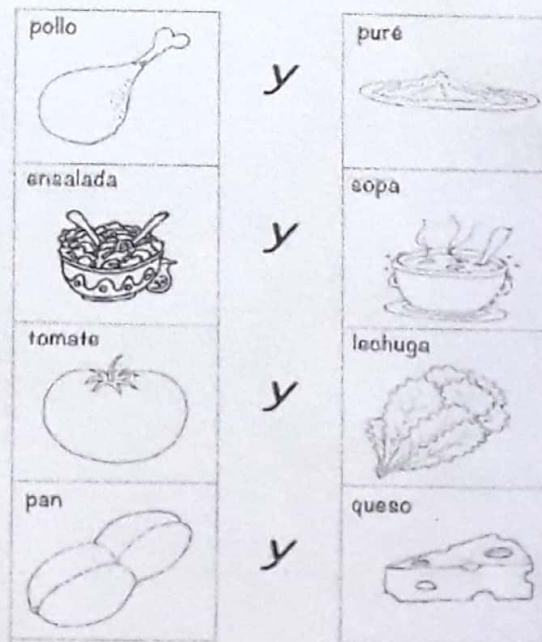 pollo y puré
ensalada y sopa
tomate y lechuga
pan y queso